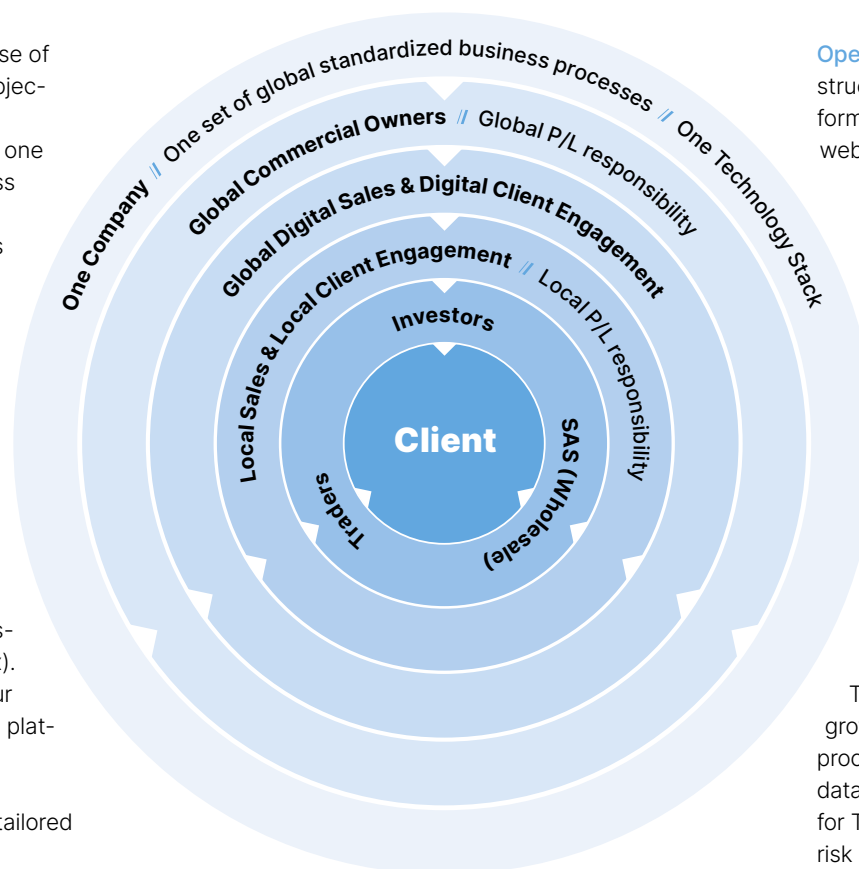 se of
ojec-
one
ss
s
One Company // One set of global standardized business processes // One Technology Stack
Global Commercial Owners // Global P/L responsibility
Global Digital Sales & Digital Client Engagement
Local Sales & Local Client Engagement // Local P/L responsibility
Investors
Client
Traders
SAS (Wholesale)
s-
).
ur
plat-
tailored
Ope
struc
form
web
T
gro
proc
data
for T
risk